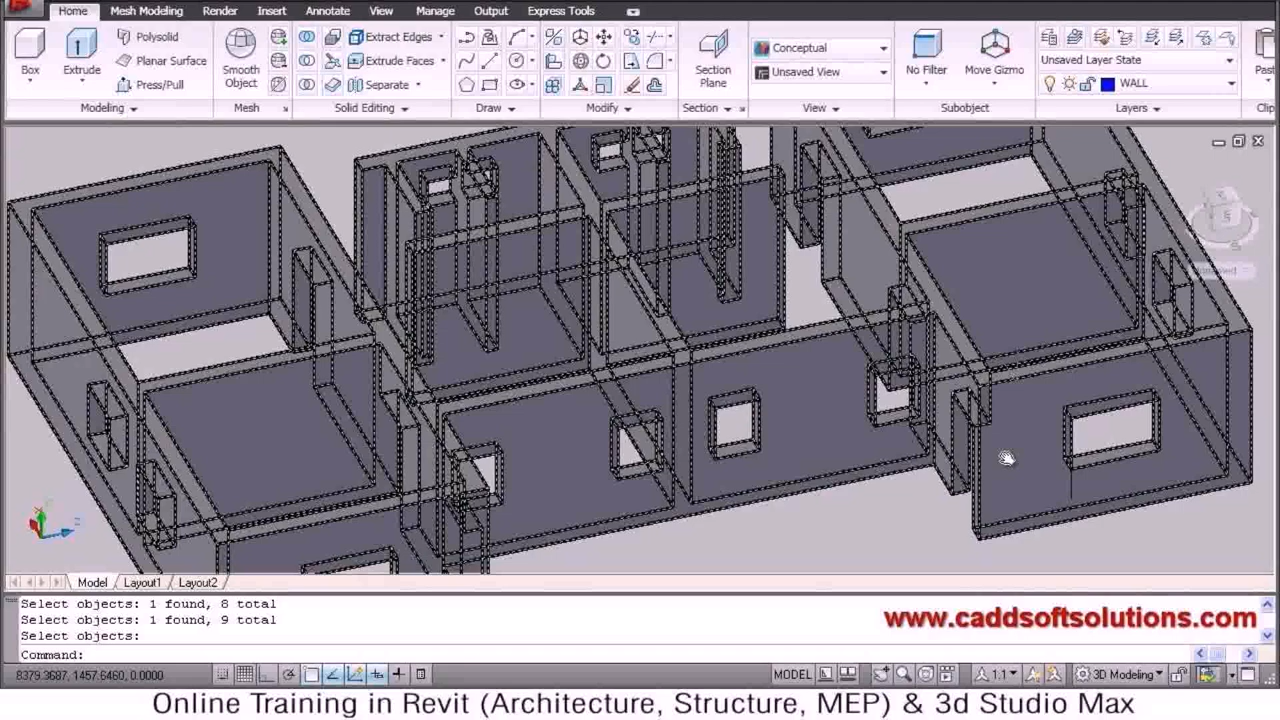 Home Mesh Modeling Render Insert Annotate View Manage Output Express Tools
Box
Extrude
Polysolid
Planar Surface
Press/Pull
Modeling
Smooth
Object
Mesh
Extract Edges
Extrude Faces
Separate
Solid Editing
Draw
Modify
Section
Plane
Section
Conceptual
Unsaved View
View
No Filter
Move Gizmo
Subobject
Unsaved Layer State
WALL
Layers
Model Layout1 Layout2
Select objects: 1 found, 8 total
Select objects: 1 found, 9 total
Select objects:
Command:
www.caddsoftsolutions.com
8379.3687, 1457.6460, 0.0000
MODEL
1:1
3D Modeling
Online Training in Revit (Architecture, Structure, MEP) & 3d Studio Max